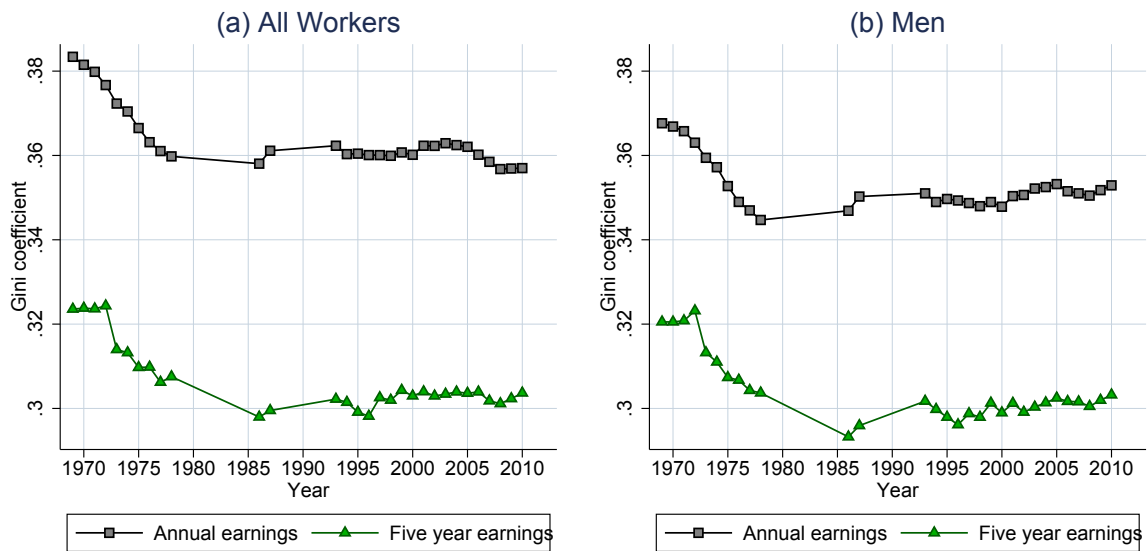 (a) All Workers
Gini coefficient
.38
.36
.34
.32
.3
1970 1975 1980 1985 1990 1995 2000 2005 2010
Year
Annual earnings Five year earnings
(b) Men
Gini coefficient
.38
.36
.34
.32
.3
1970 1975 1980 1985 1990 1995 2000 2005 2010
Year
Annual earnings Five year earnings